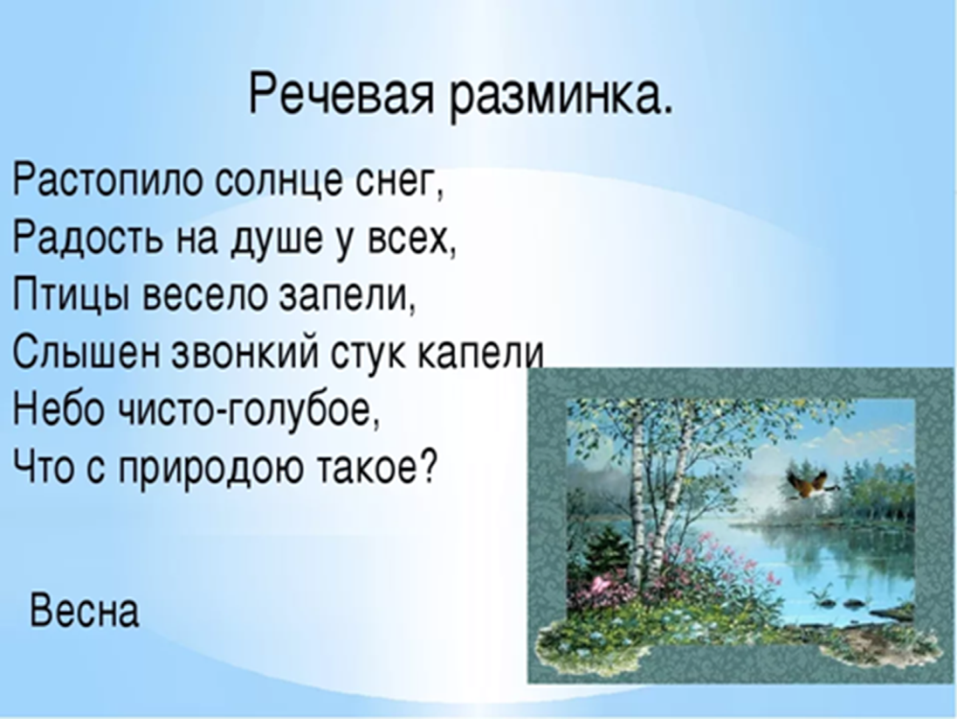 Речевая разминка.
Растопило солнце снег,
Радость на душе у всех,
Птицы весело запели,
Слышен звонкий стук капели
Небо чисто-голубое,
Что с природою такое?
Весна